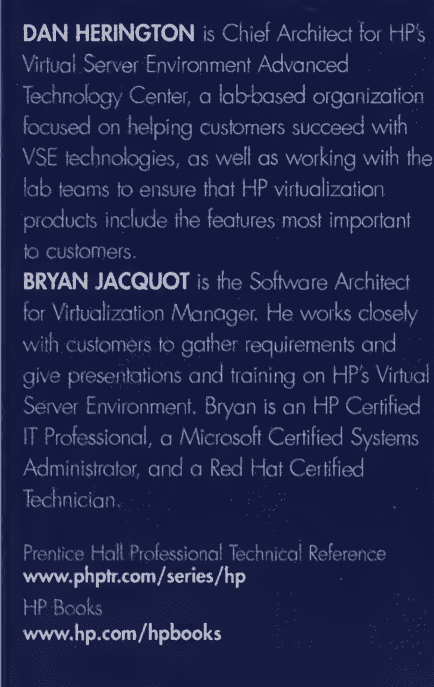 DAN HERINGTON is Chief Architect for HP's
Virtual Server Environment Advanced
Technology Center, a lab-based organization
focused on helping customers succeed with
VSE technologies, as well as working with the
lab teams to ensure that HP virtualization
products include the features most important
to customers.
BRYAN JACQUOT is the Software Architect
for Virtualization Manager. He works closely
with customers to gather requirements and
give presentations and training on HP's Virtual
Server Environment. Bryan is an HP Certified
IT Professional, a Microsoft Certified Systems
Administrator, and a Red Hat Certified
Technician.
Prentice Hall Professional Technical Reference
www.phptr.com/series/hp
HP Books
www.hp.com/hpbooks